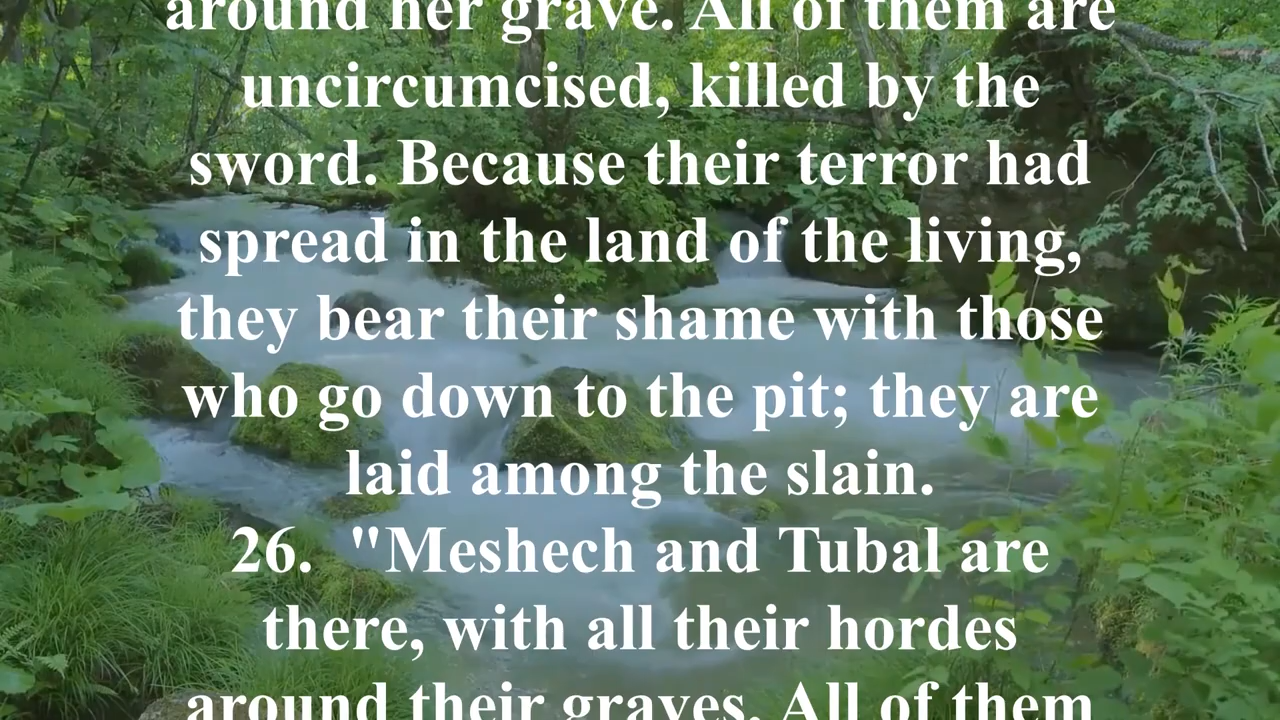 around her grave. All of them are
uncircumcised, killed by the
sword. Because their terror had
spread in the land of the living,
they bear their shame with those
who go down to the pit; they are
laid among the slain.
26. "Meshech and Tubal are
there, with all their hordes
around their graves. All of them